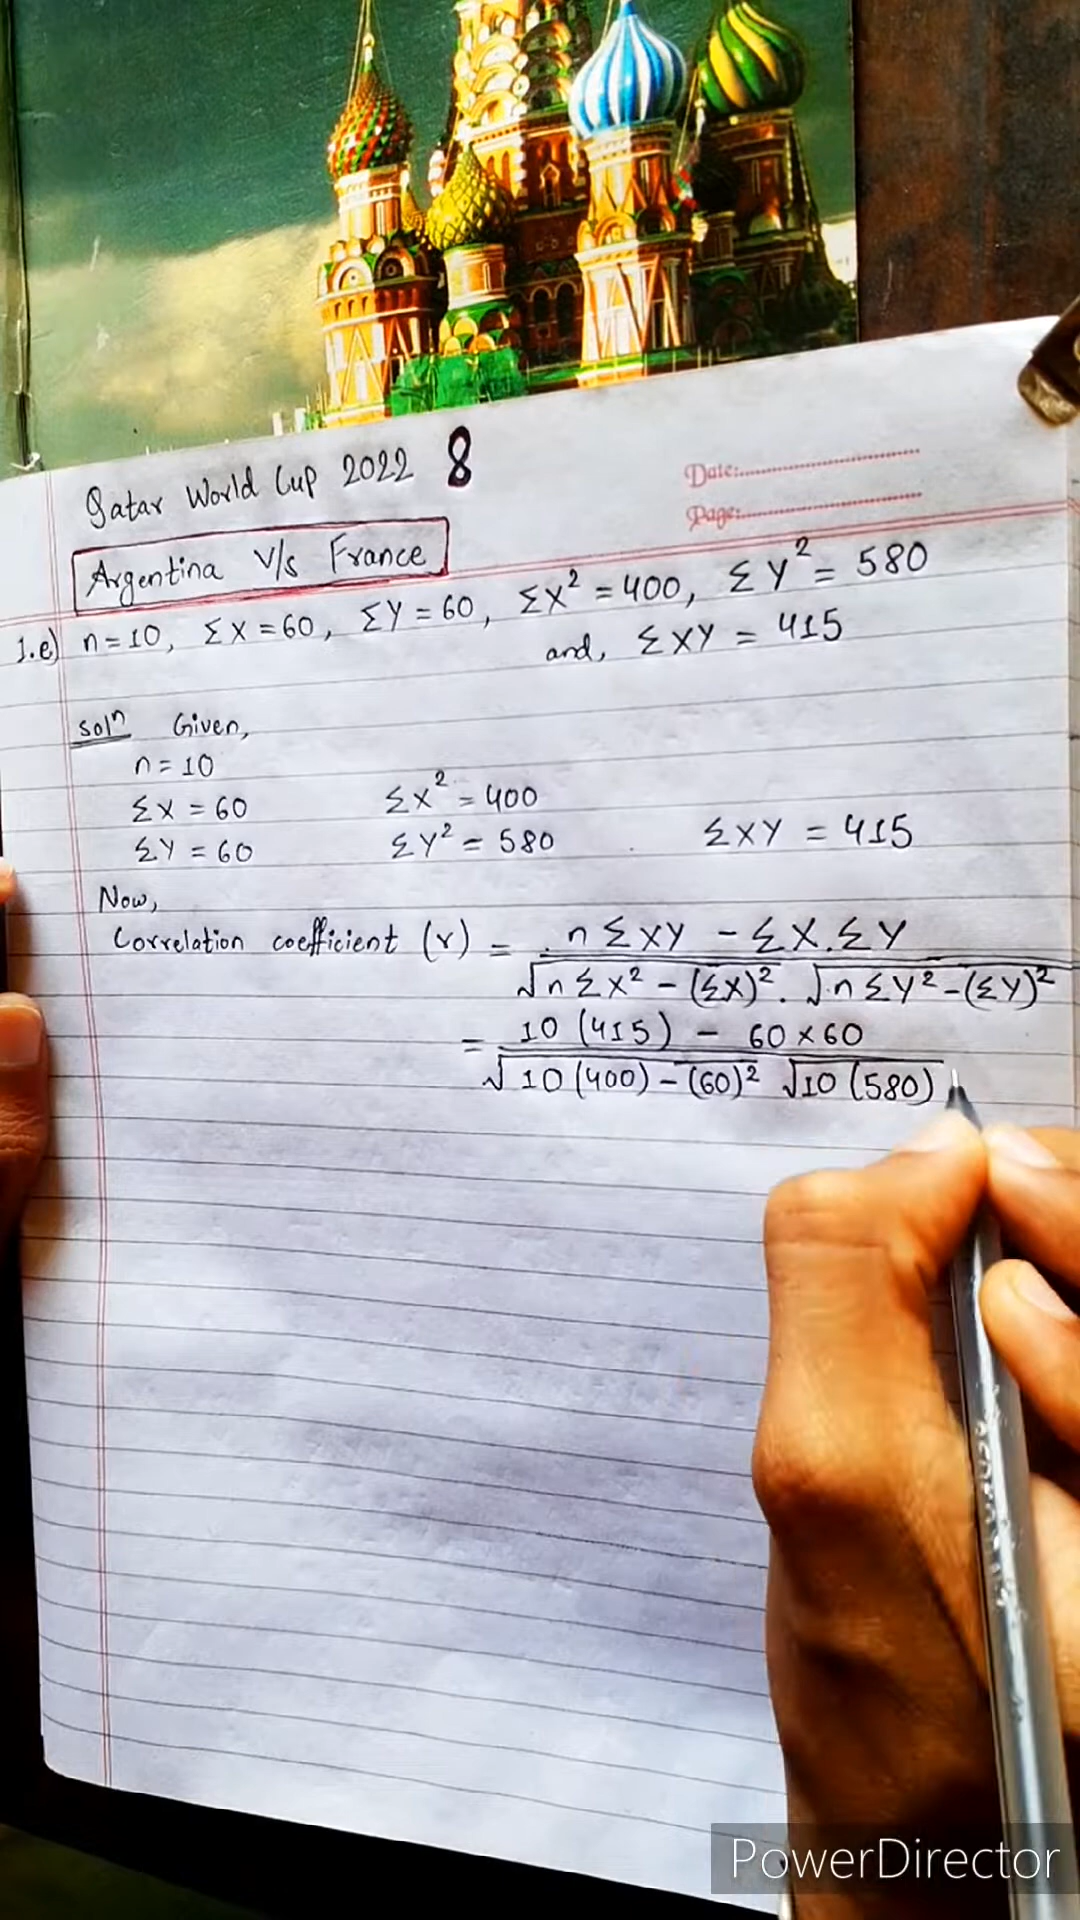 Qatar World Cup 2022 8
Date:
Argentina V/s France
Page:
1.e) n = 10, ΣX = 60, ΣY = 60, ΣX² = 400, ΣY² = 580
and, ΣXY = 415
Solⁿ Given,
n = 10
ΣX = 60 ΣX² = 400
ΣY = 60 ΣY² = 580 ΣXY = 415
Now,
Correlation coefficient (r) = nΣXY - ΣX.ΣY
√nΣX² - (ΣX)² . √nΣY² - (ΣY)²
= 10 (415) - 60 × 60
√10 (400) - (60)² √10 (580)
PowerDirector